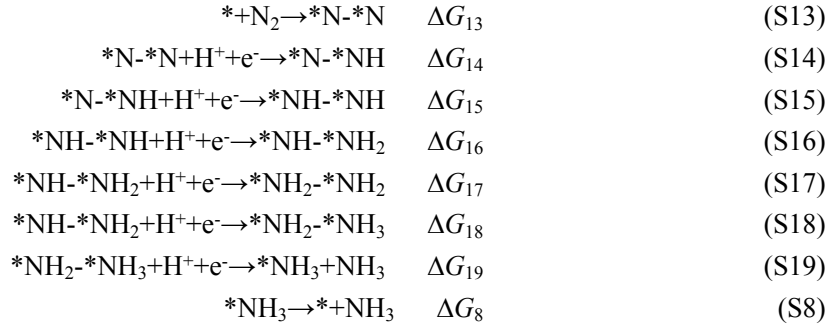 *+N₂→*N-*N ΔG₁₃ (S13)
*N-*N+H⁺+e⁻→*N-*NH ΔG₁₄ (S14)
*N-*NH+H⁺+e⁻→*NH-*NH ΔG₁₅ (S15)
*NH-*NH+H⁺+e⁻→*NH-*NH₂ ΔG₁₆ (S16)
*NH-*NH₂+H⁺+e⁻→*NH₂-*NH₂ ΔG₁₇ (S17)
*NH-*NH₂+H⁺+e⁻→*NH₂-*NH₃ ΔG₁₈ (S18)
*NH₂-*NH₃+H⁺+e⁻→*NH₃+NH₃ ΔG₁₉ (S19)
*NH₃→*+NH₃ ΔG₈ (S8)